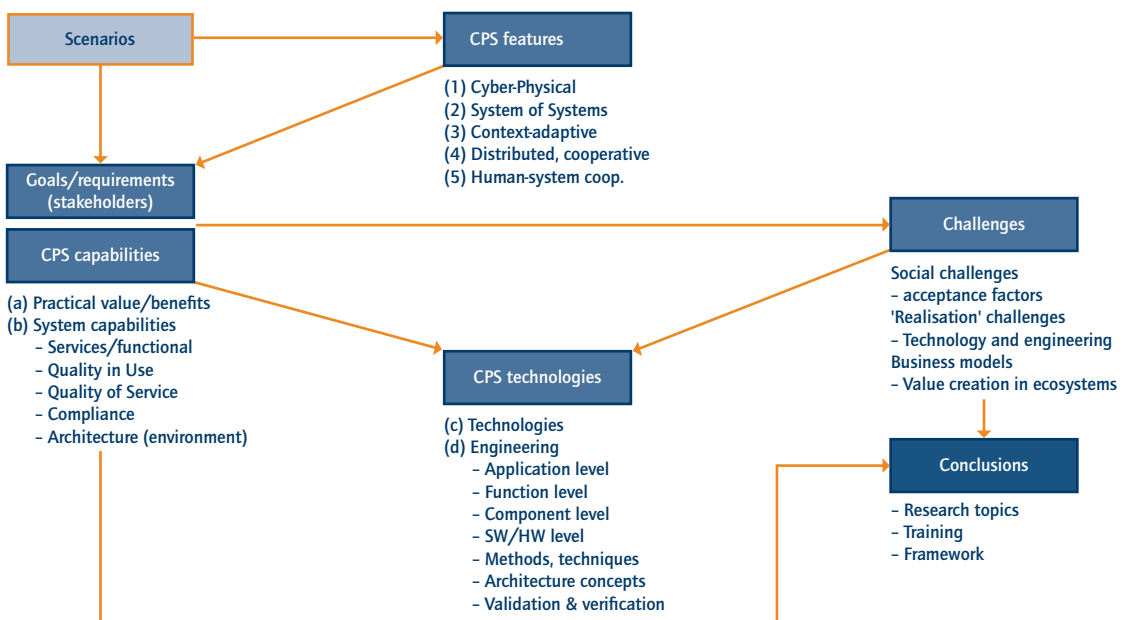 Scenarios
CPS features
(1) Cyber-Physical
(2) System of Systems
(3) Context-adaptive
(4) Distributed, cooperative
(5) Human-system coop.
Goals/requirements
(stakeholders)
CPS capabilities
(a) Practical value/benefits
(b) System capabilities
– Services/functional
– Quality in Use
– Quality of Service
– Compliance
– Architecture (environment)
Challenges
Social challenges
– acceptance factors
'Realisation' challenges
– Technology and engineering
Business models
– Value creation in ecosystems
CPS technologies
(c) Technologies
(d) Engineering
– Application level
– Function level
– Component level
– SW/HW level
– Methods, techniques
– Architecture concepts
– Validation & verification
Conclusions
– Research topics
– Training
– Framework